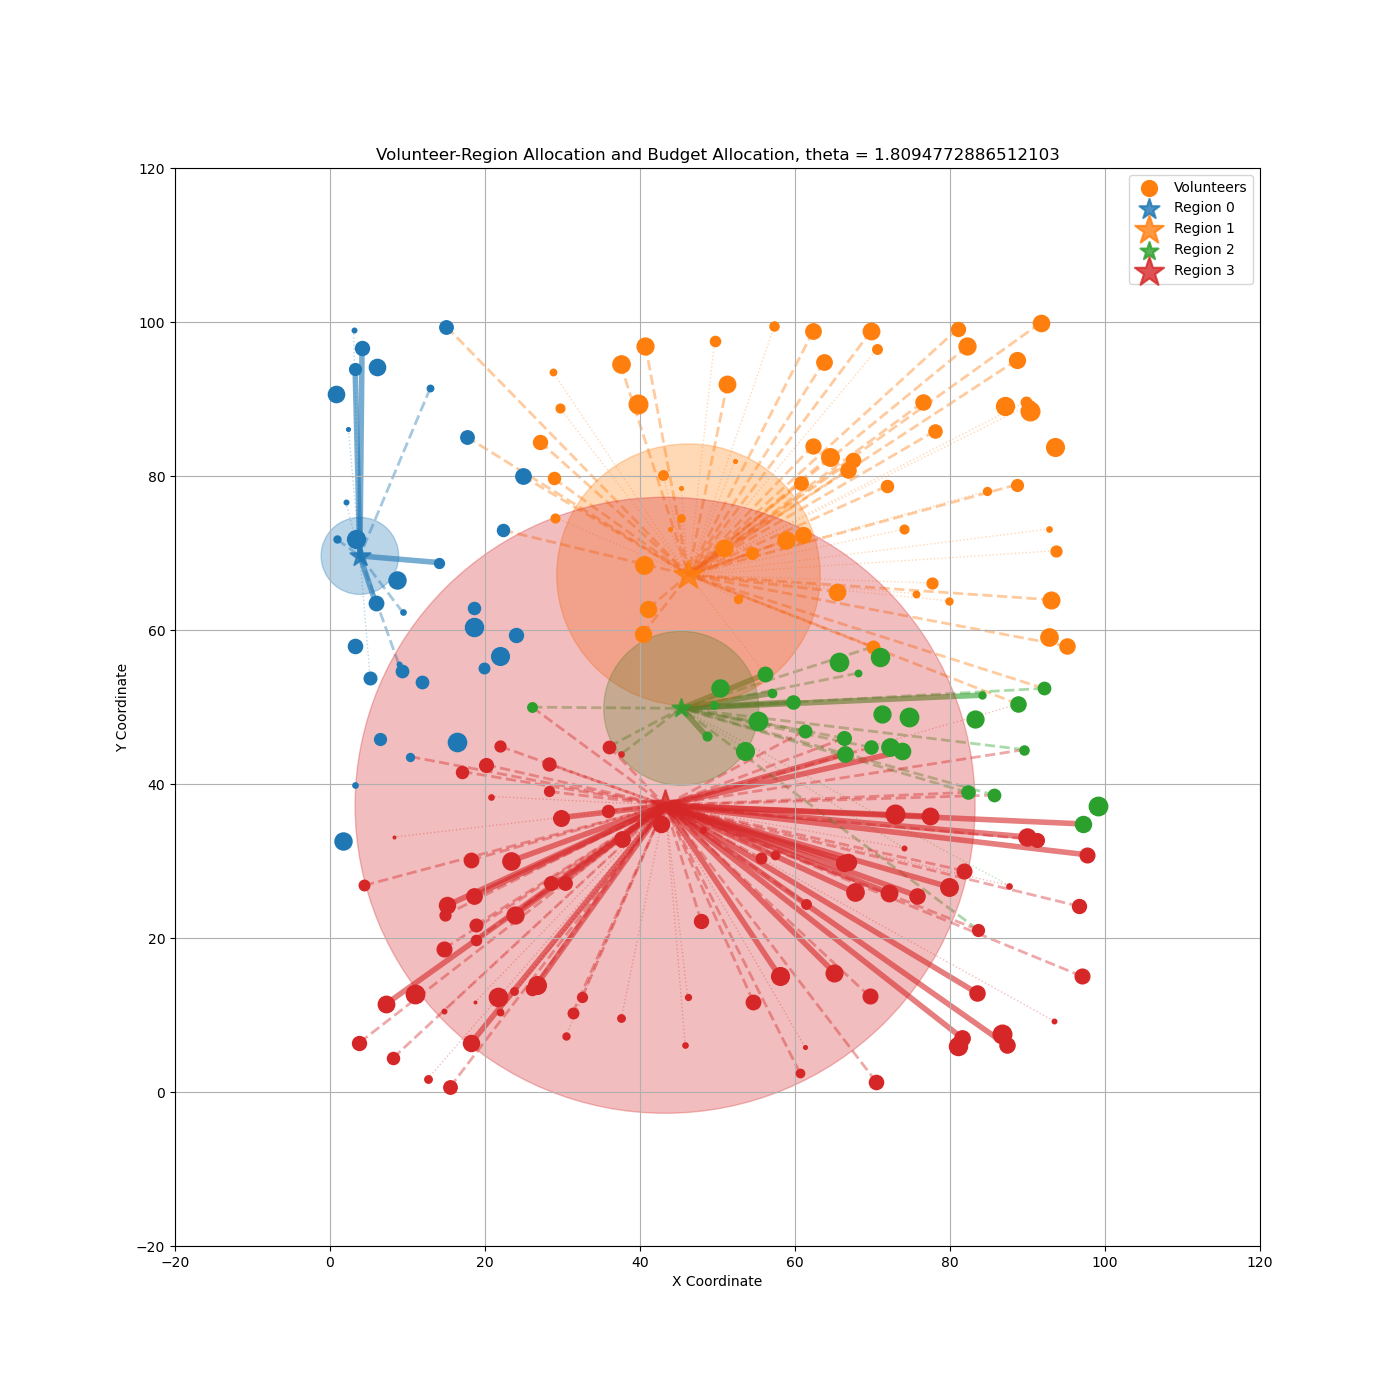 Volunteer-Region Allocation and Budget Allocation, theta = 1.8094772886512103
120
Volunteers
Region 0
Region 1
Region 2
Region 3
100
80
60
Y Coordinate
40
20
0
−20
−20
0
20
40
60
80
100
120
X Coordinate